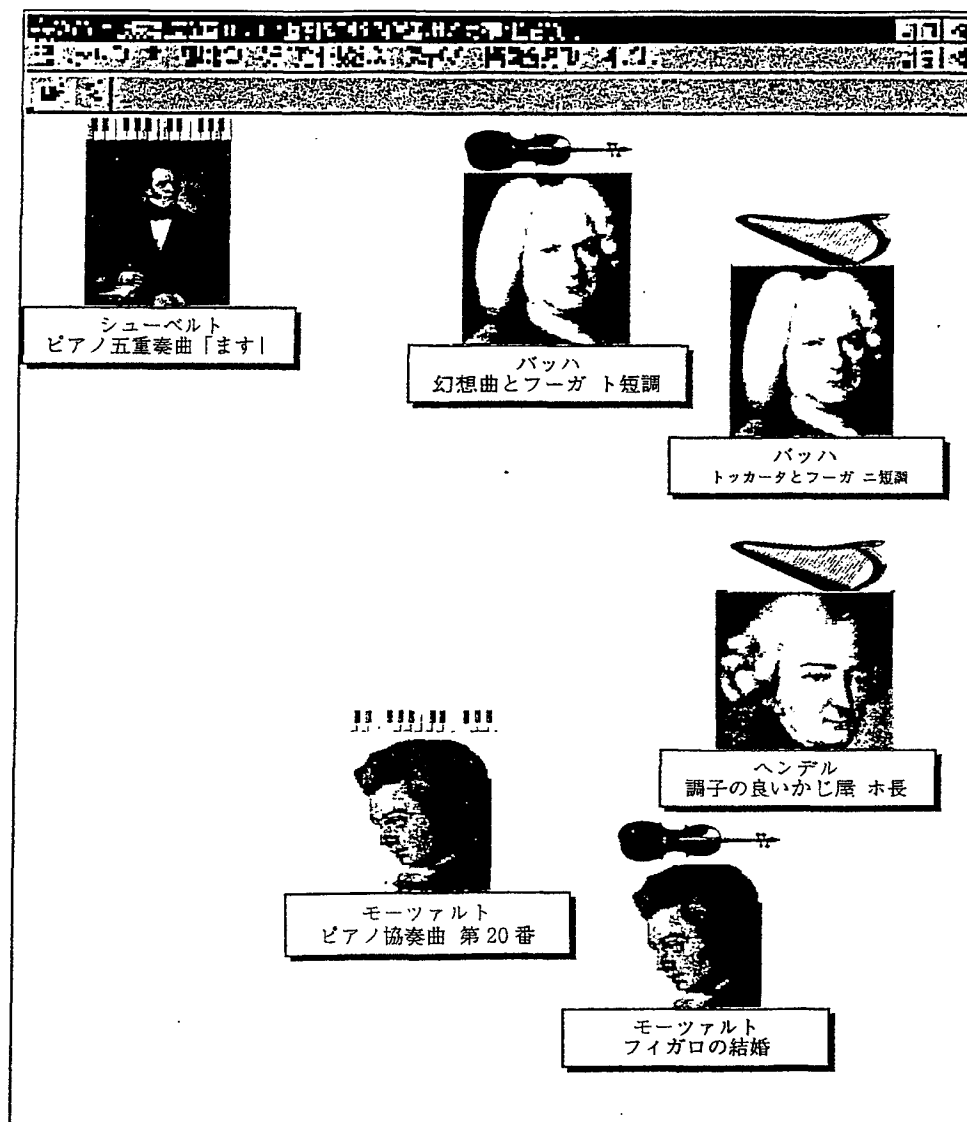 シューベルト
ピアノ五重奏曲「ます|
バッハ
幻想曲とフーガ ト短調
バッハ
トッカータとフーガ ニ短調
ヘンデル
調子の良いかじ屋 ホ長
モーツァルト
ピアノ協奏曲 第20番
モーツァルト
フィガロの結婚